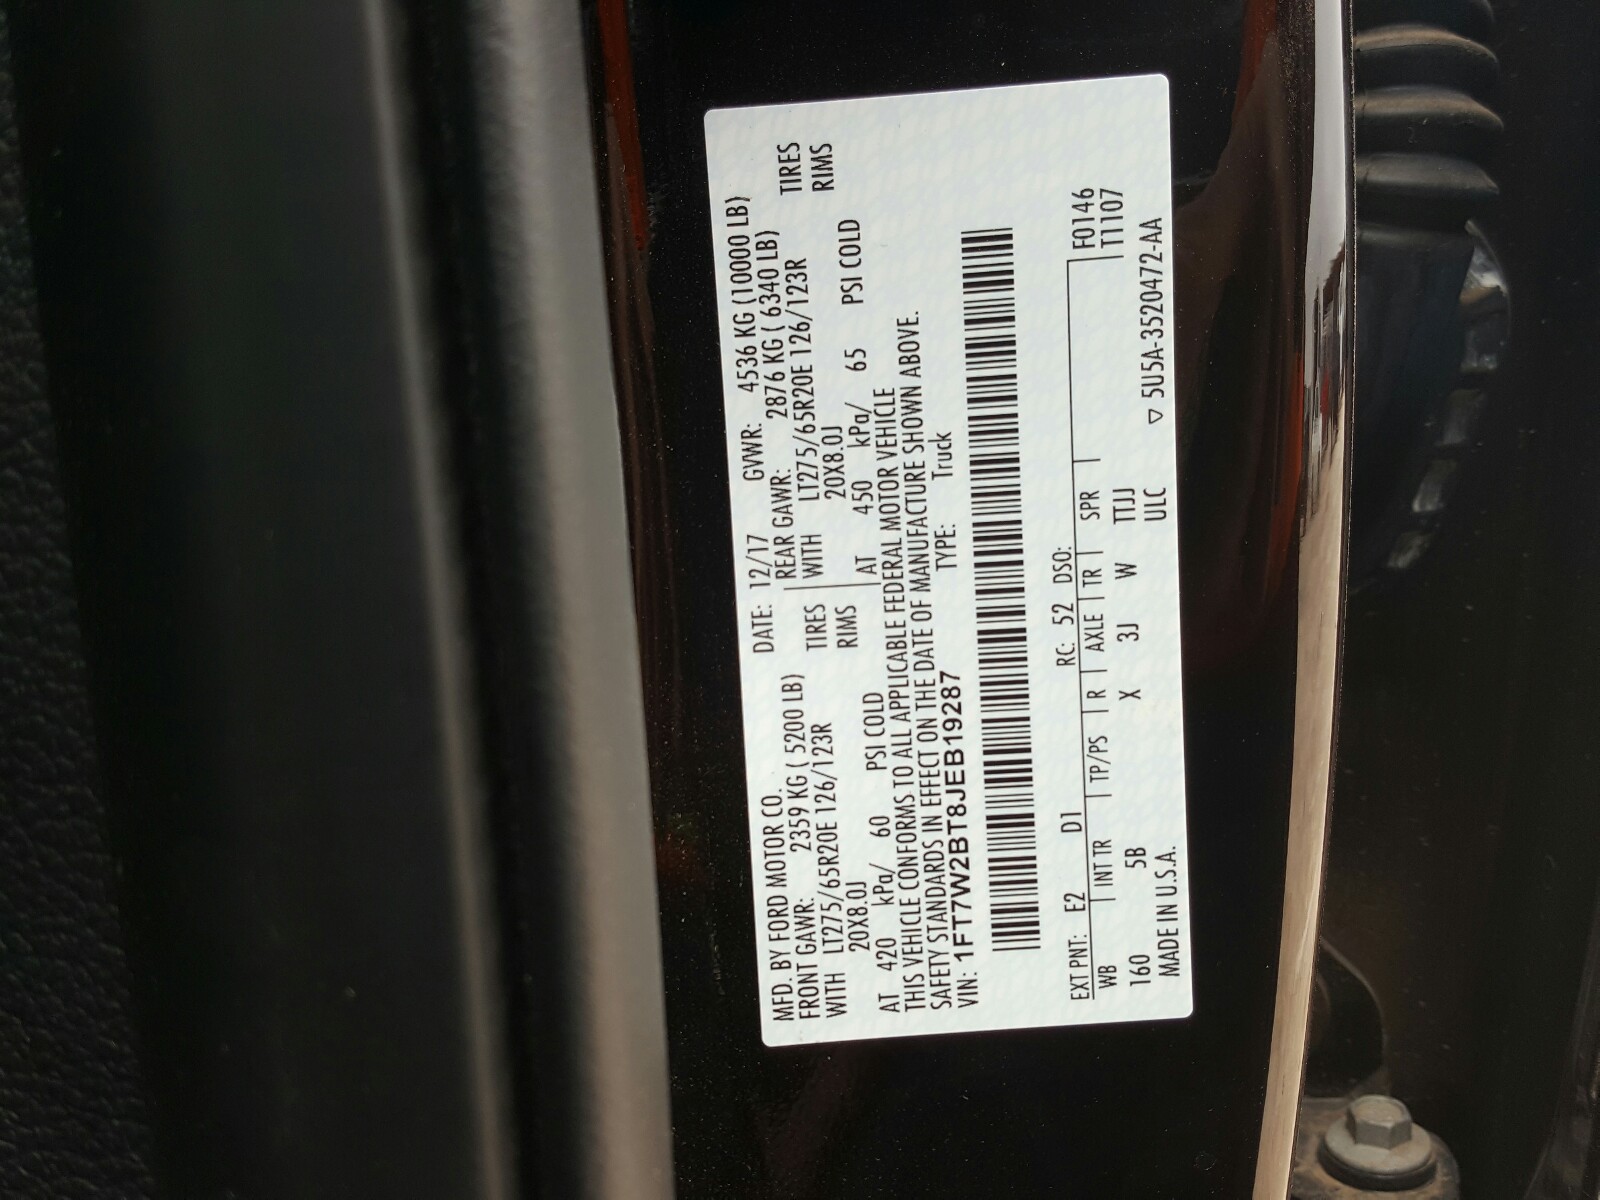 MFD. BY FORD MOTOR CO. DATE: 12/17 GVWR: 4536 KG (10000 LB)
FRONT GAWR: 2359 KG ( 5200 LB) REAR GAWR: 2876 KG ( 6340 LB)
WITH LT275/65R20E 126/123R TIRES WITH LT275/65R20E 126/123R TIRES
20X8.0J RIMS 20X8.0J RIMS
AT 420 kPa/ 60 PSI COLD AT 450 kPa/ 65 PSI COLD
THIS VEHICLE CONFORMS TO ALL APPLICABLE FEDERAL MOTOR VEHICLE
SAFETY STANDARDS IN EFFECT ON THE DATE OF MANUFACTURE SHOWN ABOVE.
VIN: 1FT7W2BT8JEB19287 TYPE: Truck
EXT PNT: E2 D1 RC: 52 DSO: F0146
WB INT TR TP/PS R AXLE TR SPR T1107
160 5B X 3J W TTJJ
MADE IN U.S.A. ULC ▽ 5U5A-3520472-AA